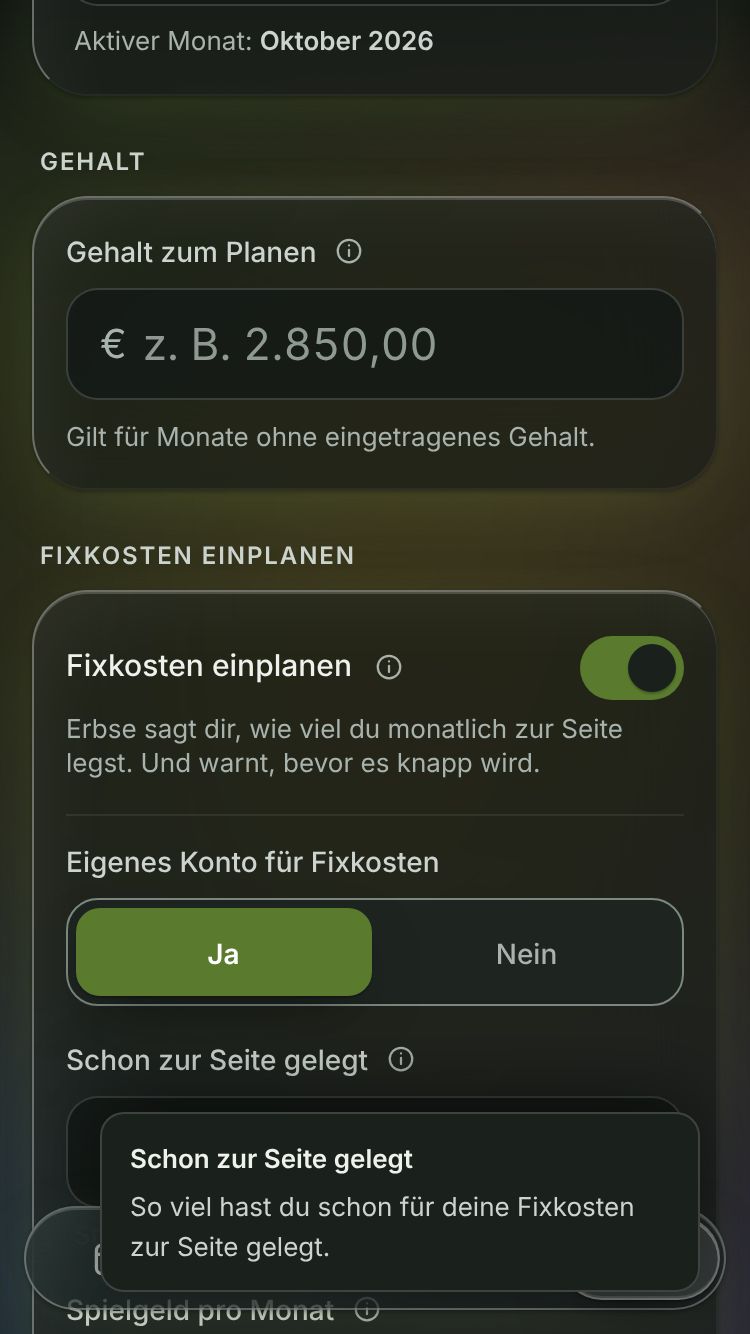 Aktiver Monat: Oktober 2026
GEHALT
Gehalt zum Planen
€ z. B. 2.850,00
Gilt für Monate ohne eingetragenes Gehalt.
FIXKOSTEN EINPLANEN
Fixkosten einplanen
Erbse sagt dir, wie viel du monatlich zur Seite
legst. Und warnt, bevor es knapp wird.
Eigenes Konto für Fixkosten
Ja
Nein
Schon zur Seite gelegt
Schon zur Seite gelegt
So viel hast du schon für deine Fixkosten
zur Seite gelegt.
Spielgeld pro Monat